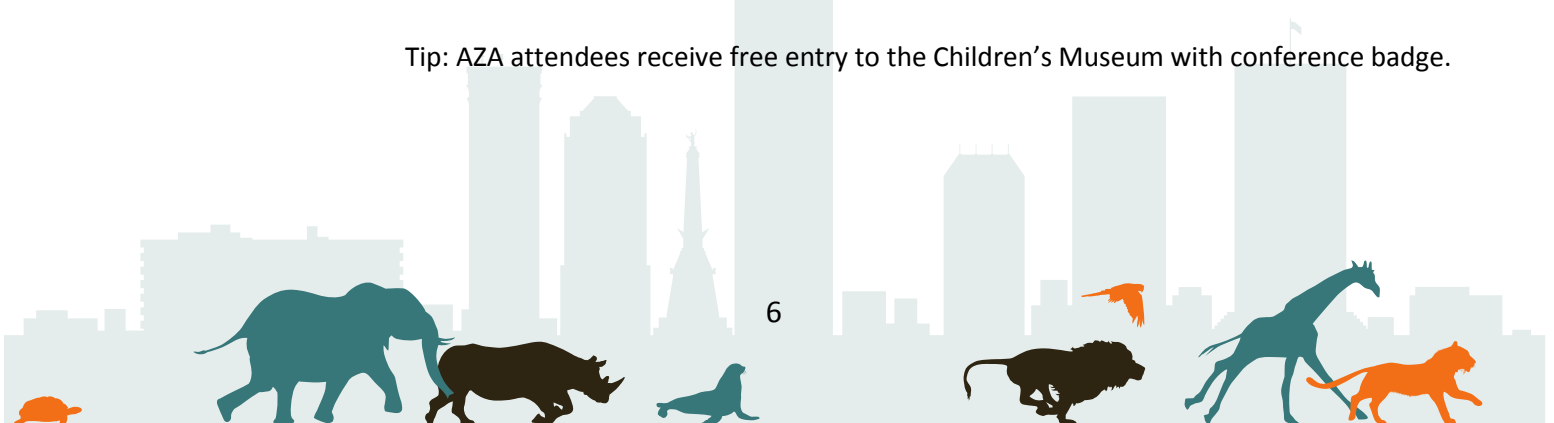 Tip: AZA attendees receive free entry to the Children’s Museum with conference badge.
6